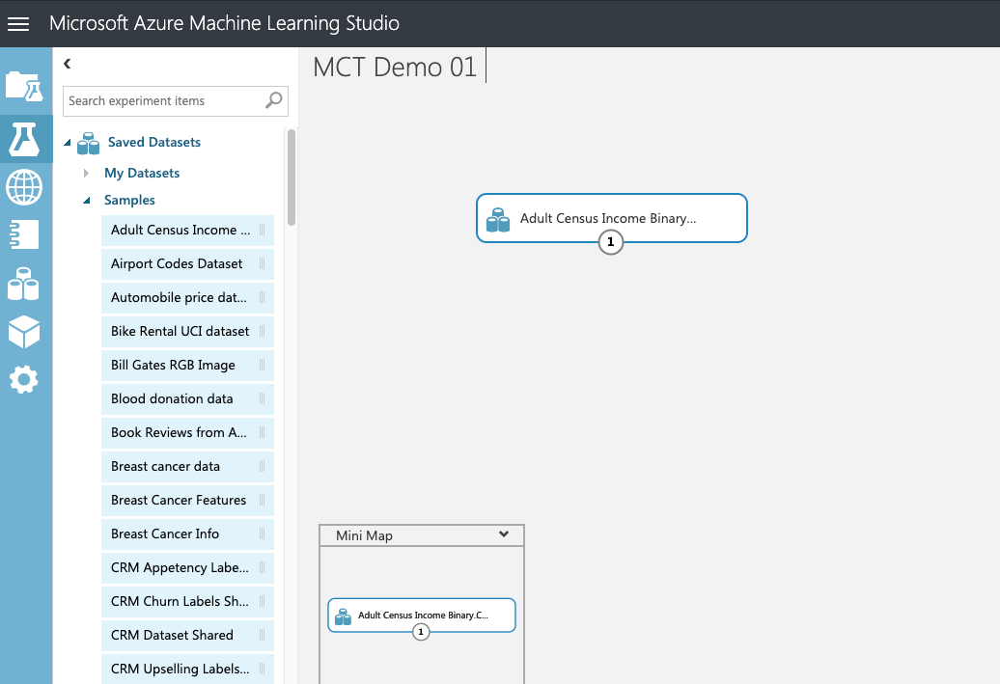 Microsoft Azure Machine Learning Studio
MCT Demo 01
Search experiment items
Saved Datasets
My Datasets
Samples
Adult Census Income ...
Airport Codes Dataset
Automobile price dat...
Bike Rental UCI dataset
Bill Gates RGB Image
Blood donation data
Book Reviews from A...
Breast cancer data
Breast Cancer Features
Breast Cancer Info
CRM Appetency Labe...
CRM Churn Labels Sh...
CRM Dataset Shared
CRM Upselling Labels...
Adult Census Income Binary...
1
Mini Map
Adult Census Income Binary.C...
1